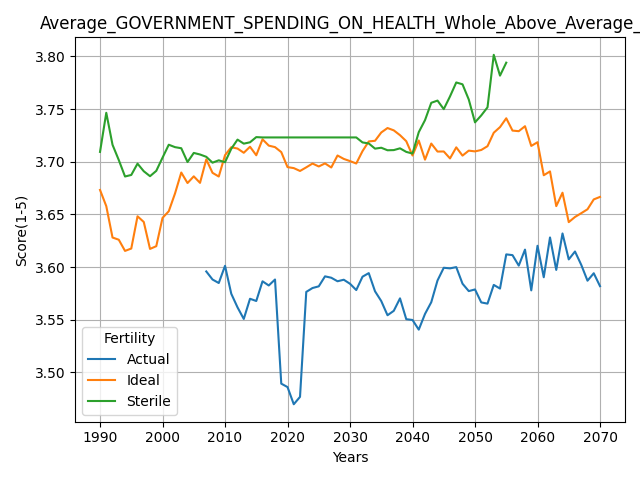 Average_GOVERNMENT_SPENDING_ON_HEALTH_Whole_Above_Average_
3.80
3.75
3.70
3.65
3.60
3.55
3.50
Score(1-5)
Fertility
Actual
Ideal
Sterile
1990 2000 2010 2020 2030 2040 2050 2060 2070
Years